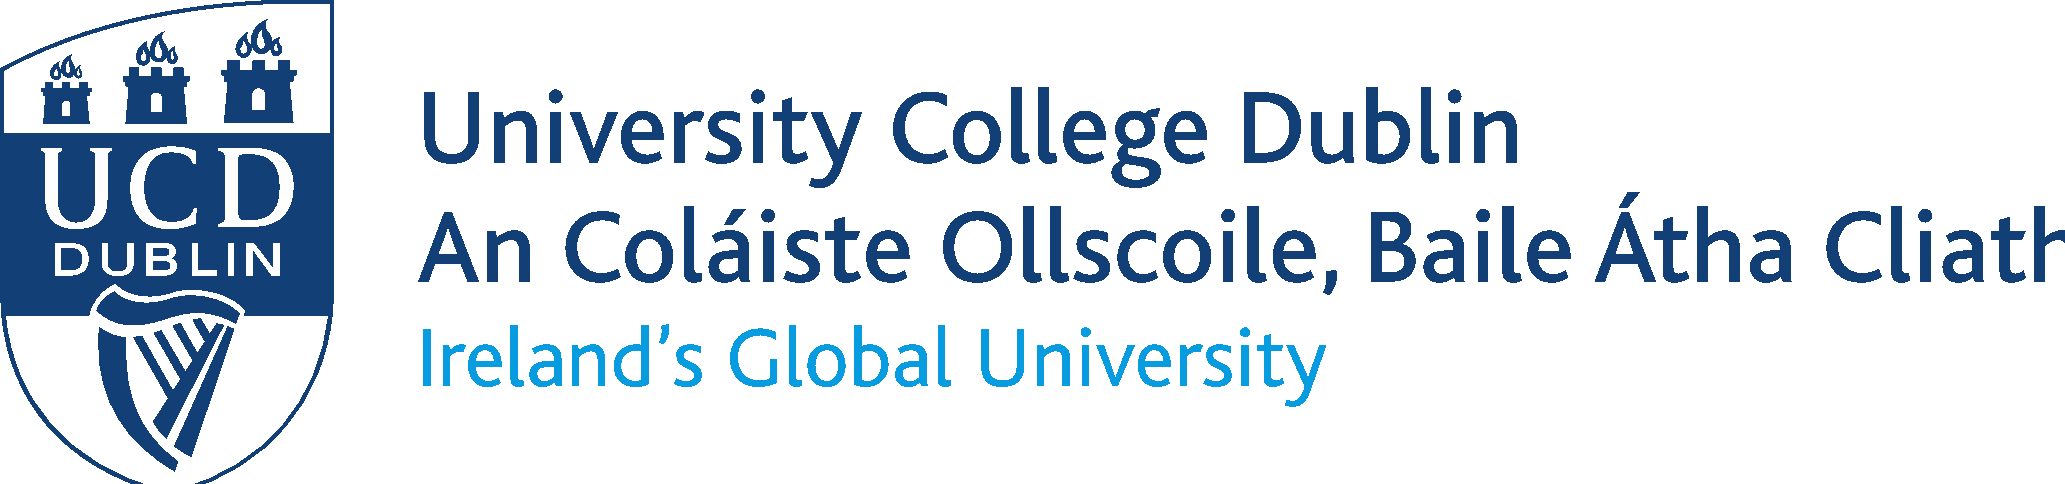 UCD
DUBLIN
University College Dublin
An Coláiste Ollscoile, Baile Átha Cliath
Ireland’s Global University